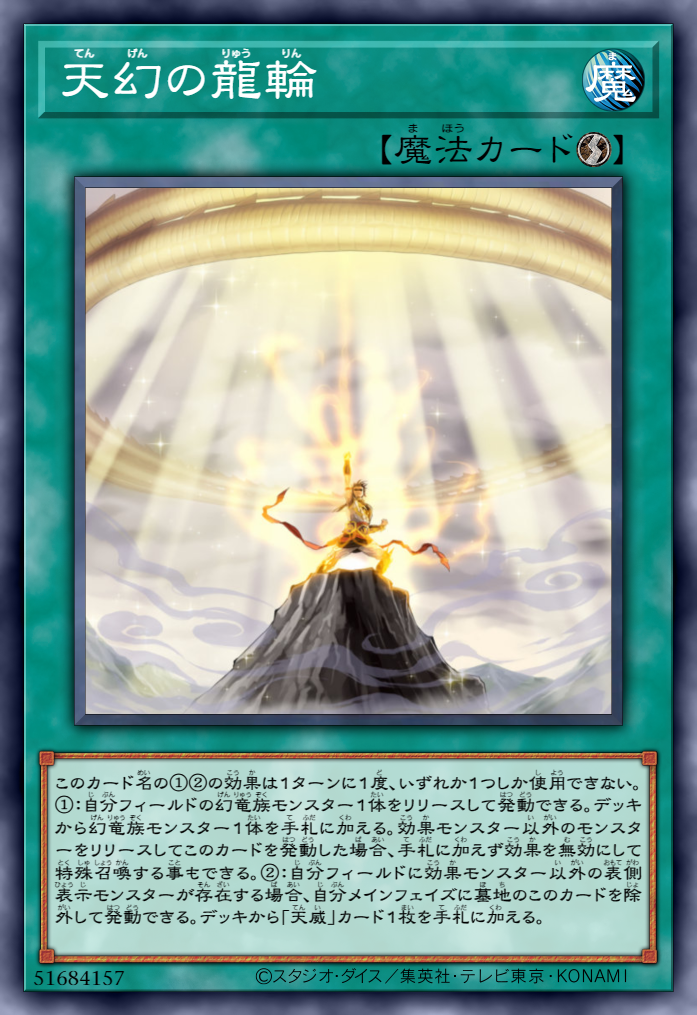 天幻の龍輪
魔
【魔法カード】
このカード名の①②の効果は1ターンに1度、いずれか1つしか使用できない。
①:自分フィールドの幻竜族モンスター1体をリリースして発動できる。デッキ
から幻竜族モンスター1体を手札に加える。効果モンスター以外のモンスタ
ーをリリースしてこのカードを発動した場合、手札に加えず効果を無効にして
特殊召喚する事もできる。②:自分フィールドに効果モンスター以外の表側
表示モンスターが存在する場合、自分メインフェイズに墓地のこのカードを除
外して発動できる。デッキから「天威」カード1枚を手札に加える。
51684157 ©スタジオ・ダイス/集英社・テレビ東京・KONAMI